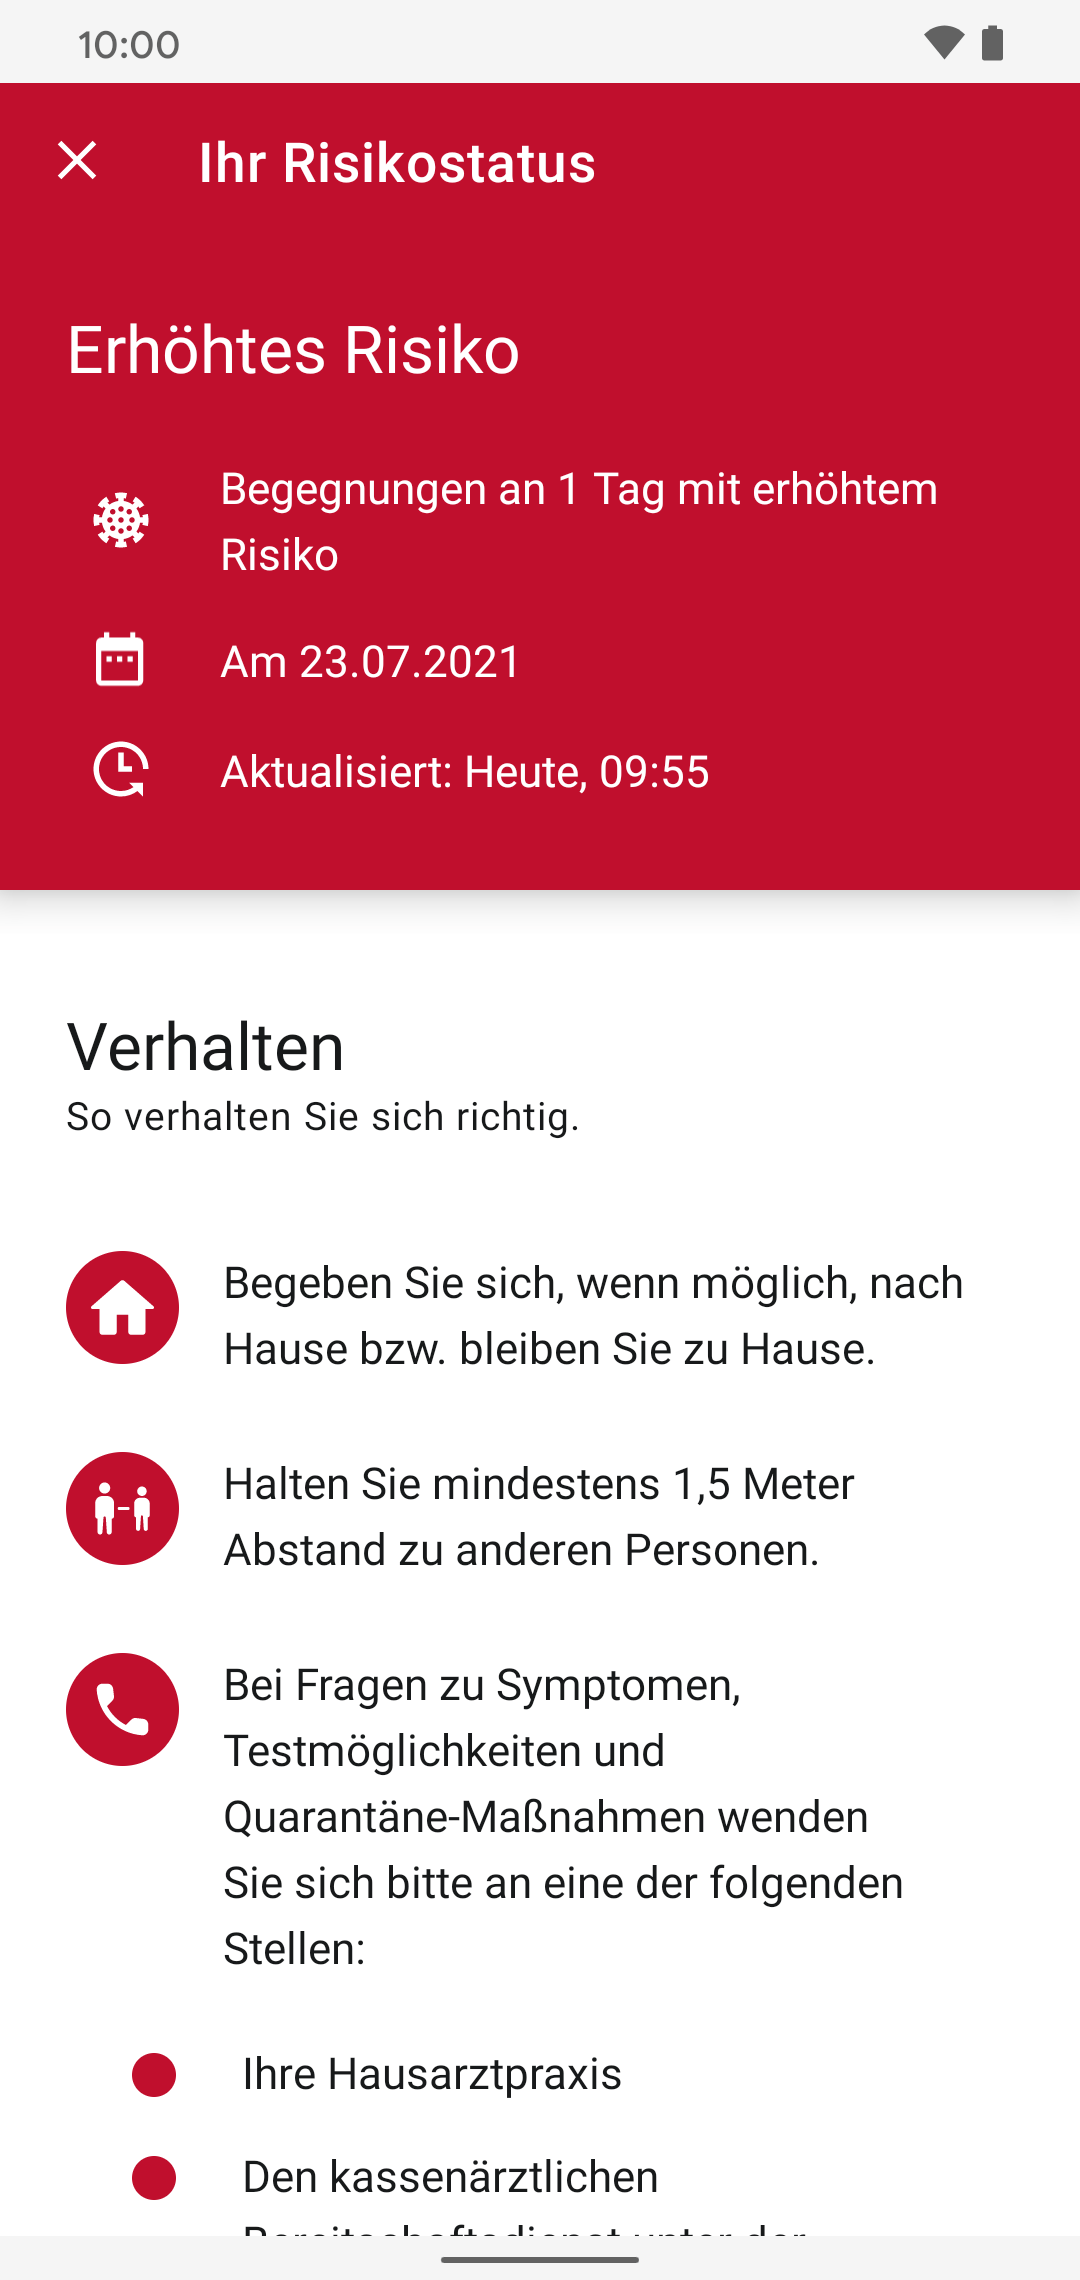 10:00
Ihr Risikostatus
Erhöhtes Risiko
Begegnungen an 1 Tag mit erhöhtem
Risiko
Am 23.07.2021
Aktualisiert: Heute, 09:55
Verhalten
So verhalten Sie sich richtig.
Begeben Sie sich, wenn möglich, nach
Hause bzw. bleiben Sie zu Hause.
Halten Sie mindestens 1,5 Meter
Abstand zu anderen Personen.
Bei Fragen zu Symptomen,
Testmöglichkeiten und
Quarantäne-Maßnahmen wenden
Sie sich bitte an eine der folgenden
Stellen:
Ihre Hausarztpraxis
Den kassenärztlichen
Bereitschaftsdienst unter der